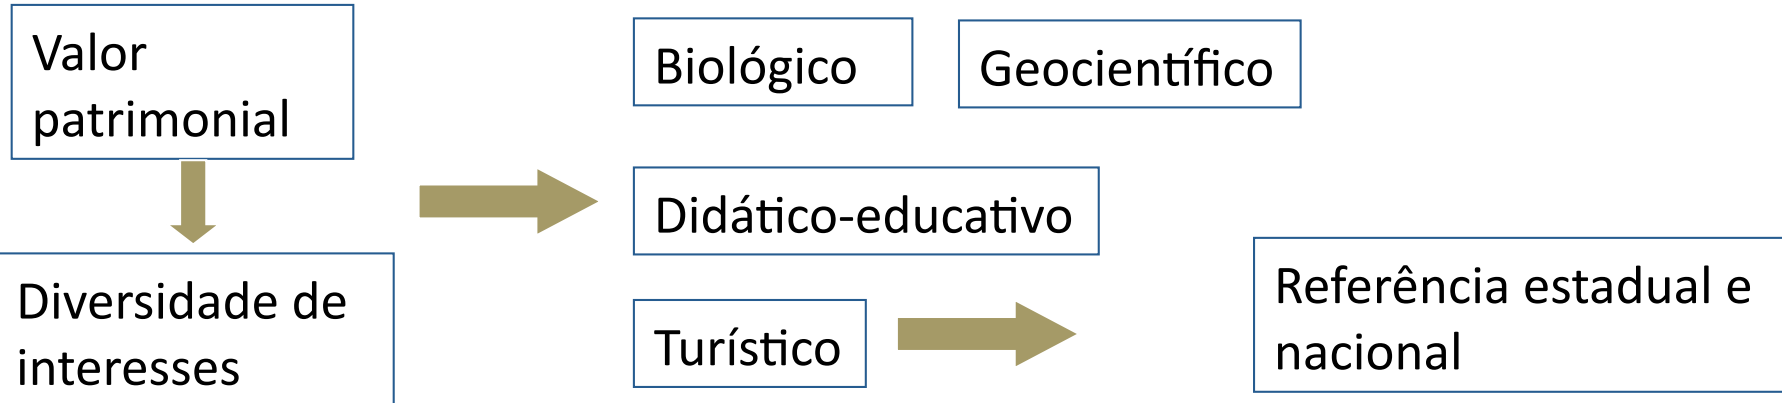 Valor
patrimonial
Diversidade de
interesses
Biológico
Geocientífico
Didático-educativo
Turístico
Referência estadual e
nacional